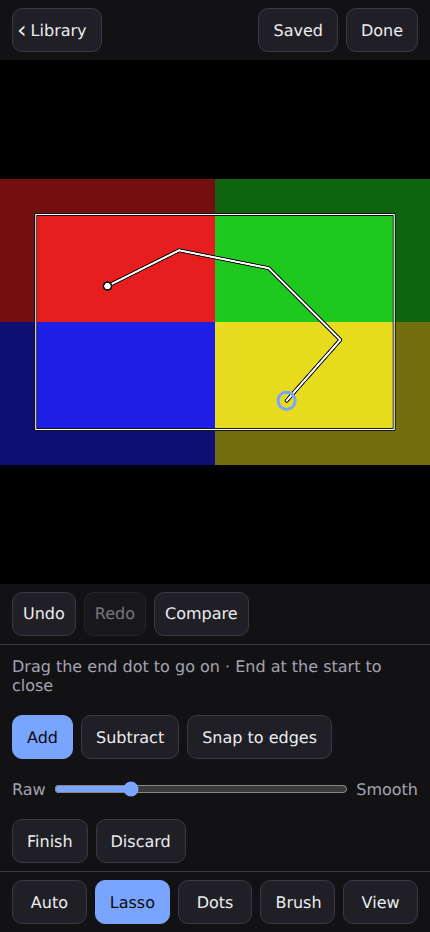 ‹ Library
Saved
Done
Undo
Redo
Compare
Drag the end dot to go on · End at the start to
close
Add
Subtract
Snap to edges
Raw
Smooth
Finish
Discard
Auto
Lasso
Dots
Brush
View